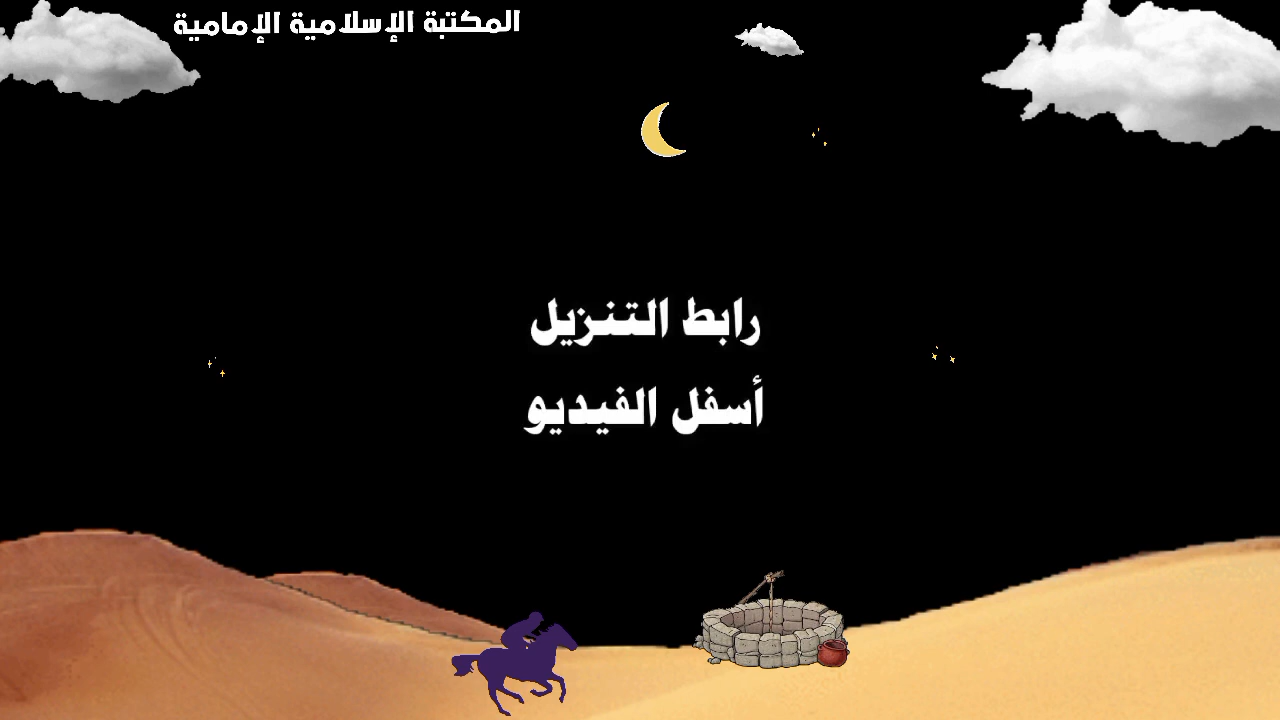 المكتبة الإسلامية الإمامية
رابط التنزيل
أسفل الفيديو